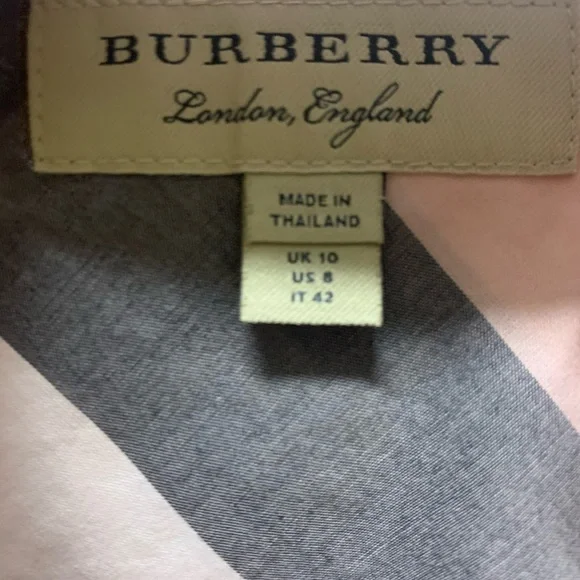 BURBERRY
London, England
MADE IN
THAILAND
UK 10
US 8
IT 42